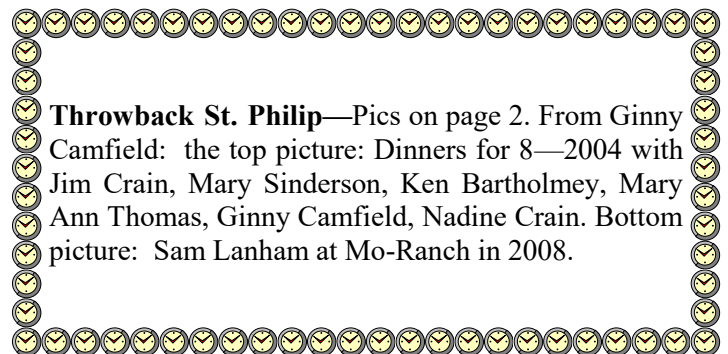 Throwback St. Philip—Pics on page 2. From Ginny
Camfield:  the top picture: Dinners for 8—2004 with
Jim Crain, Mary Sinderson, Ken Bartholmey, Mary
Ann Thomas, Ginny Camfield, Nadine Crain. Bottom
picture:  Sam Lanham at Mo-Ranch in 2008.